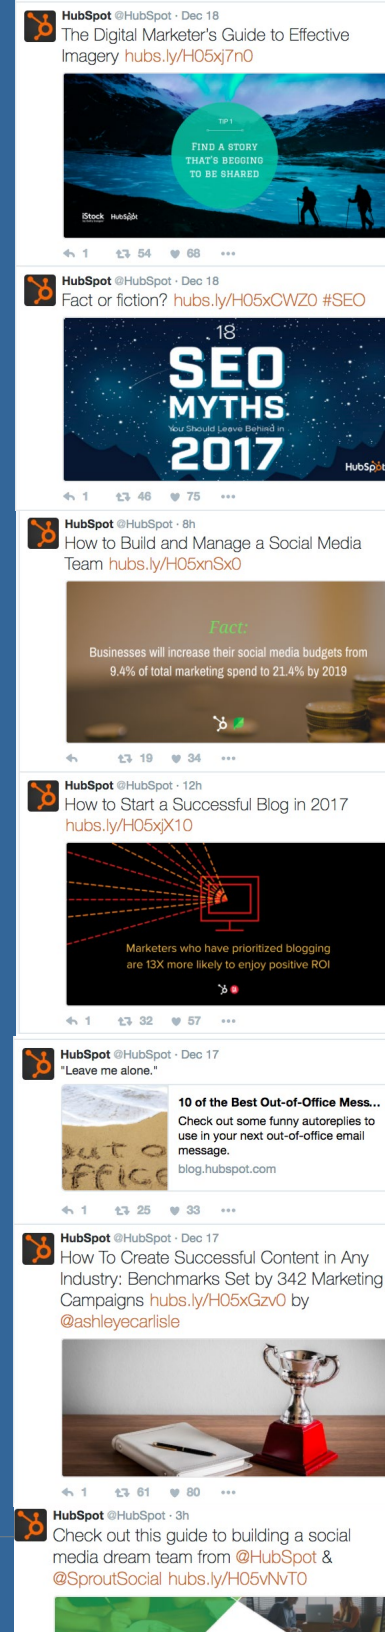 HubSpot @HubSpot · Dec 18
The Digital Marketer's Guide to Effective
Imagery hubs.ly/H05xj7n0
TIP 1
FIND A STORY
THAT'S BEGGING
TO BE SHARED
iStock HubSpot
1 54 68 •••
HubSpot @HubSpot · Dec 18
Fact or fiction? hubs.ly/H05xCWZ0 #SEO
18
SEO
MYTHS
You Should Leave Behind in
2017
HubSpot
1 46 75 •••
HubSpot @HubSpot · 8h
How to Build and Manage a Social Media
Team hubs.ly/H05xnSx0
Fact:
Businesses will increase their social media budgets from
9.4% of total marketing spend to 21.4% by 2019
19 34 •••
HubSpot @HubSpot · 12h
How to Start a Successful Blog in 2017
hubs.ly/H05xjX10
Marketers who have prioritized blogging
are 13X more likely to enjoy positive ROI
1 32 57 •••
HubSpot @HubSpot · Dec 17
"Leave me alone."
out o
office
10 of the Best Out-of-Office Mess...
Check out some funny autoreplies to
use in your next out-of-office email
message.
blog.hubspot.com
1 25 33 •••
HubSpot @HubSpot · Dec 17
How To Create Successful Content in Any
Industry: Benchmarks Set by 342 Marketing
Campaigns hubs.ly/H05xGzv0 by
@ashleyecarlisle
1 61 80 •••
HubSpot @HubSpot · 3h
Check out this guide to building a social
media dream team from @HubSpot &
@SproutSocial hubs.ly/H05vNvT0